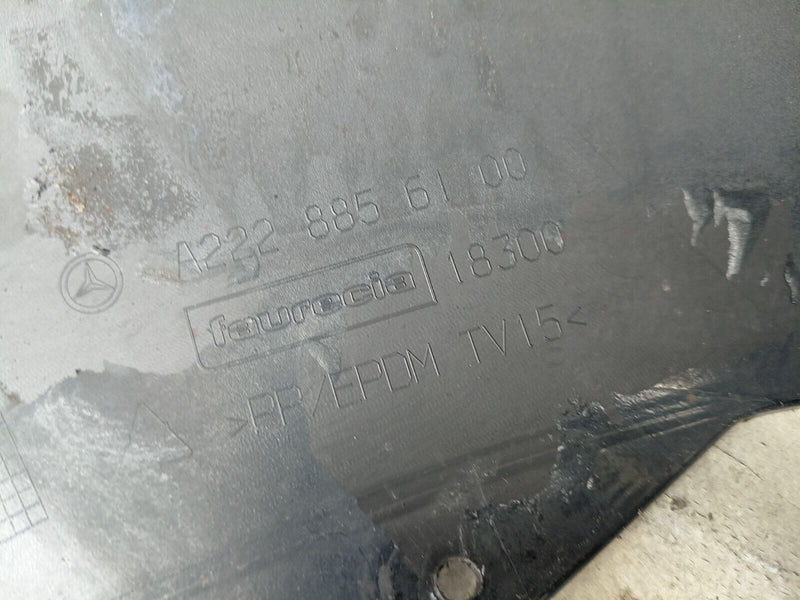 A222 885 61 00
faurecia 18300
>PP/EPDM TV15<